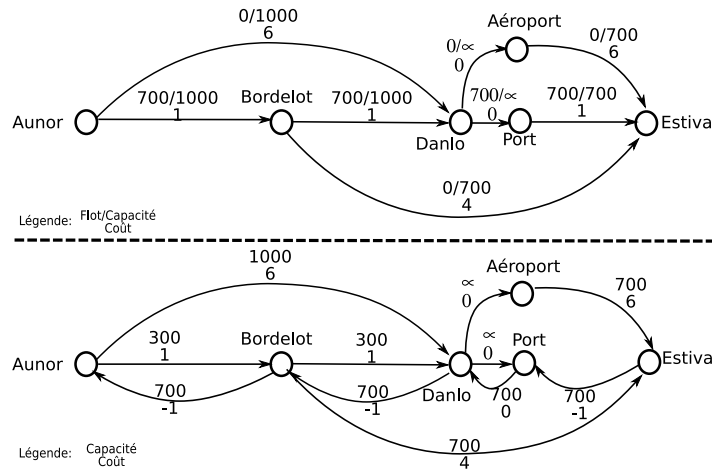 0/1000
6
Aéroport
0/∝
0
0/700
6
Bordelot
700/1000
1
700/1000
1
700/∝
0
700/700
1
Aunor
Danlo
Port
Estiva
0/700
4
Légende: Flot/Capacité
Coût
1000
6
Aéroport
∝
0
700
6
Bordelot
300
1
300
1
∝
0
Port
Aunor
Estiva
700
-1
700
-1
Danlo
700
0
700
-1
700
4
Légende: Capacité
Coût